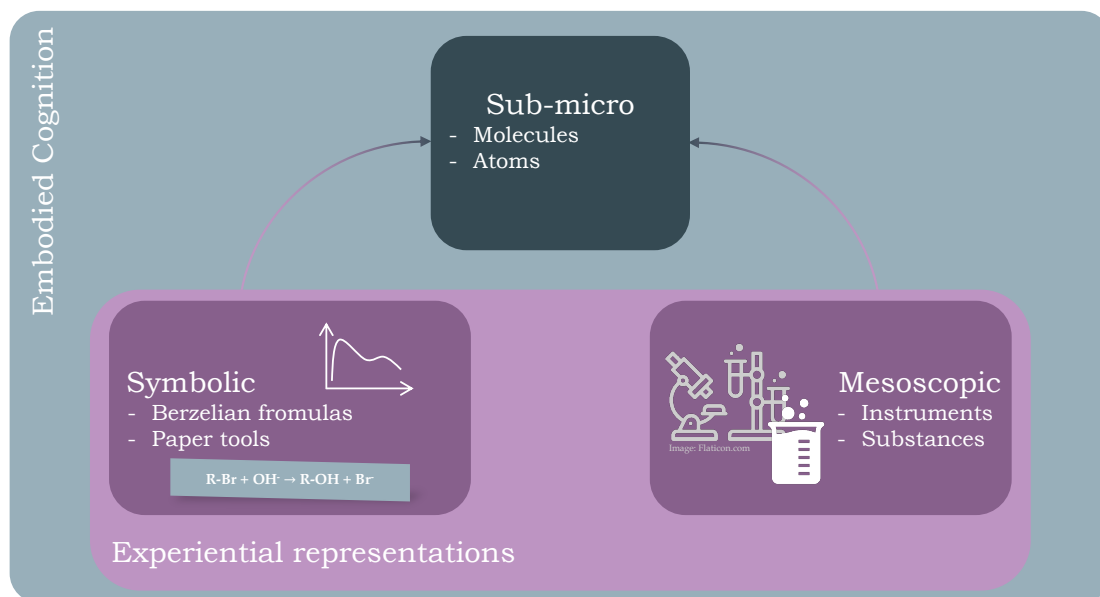 Embodied Cognition
Sub-micro
- Molecules
- Atoms
Symbolic
- Berzelian fromulas
- Paper tools
R-Br + OH⁻ → R-OH + Br⁻
Mesoscopic
- Instruments
- Substances
Image: Flaticon.com
Experiential representations